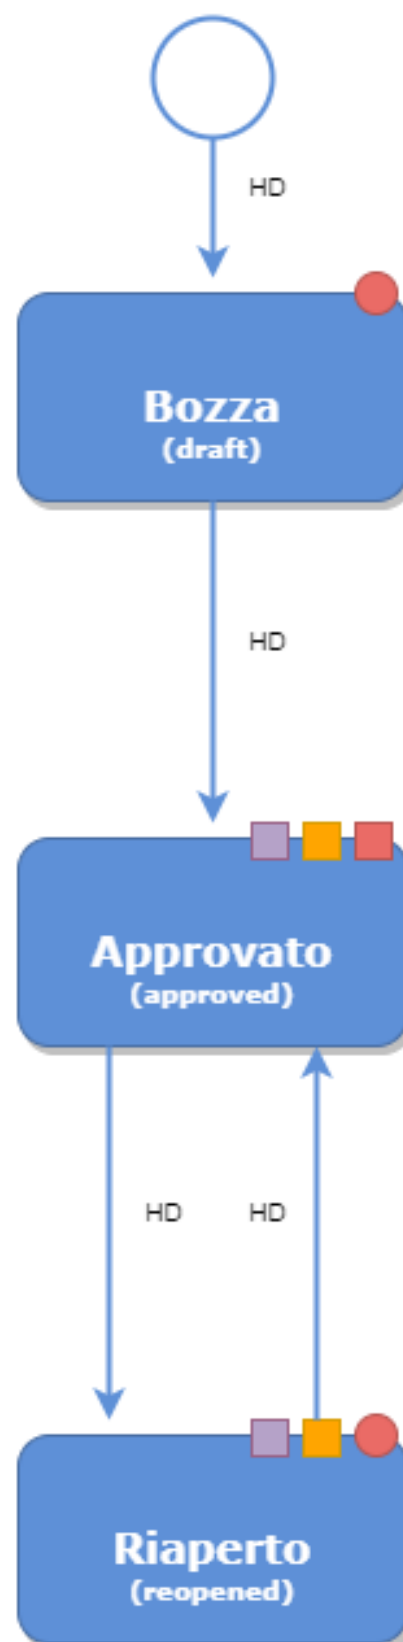 HD
Bozza
(draft)
HD
Approvato
(approved)
HD HD
Riaperto
(reopened)